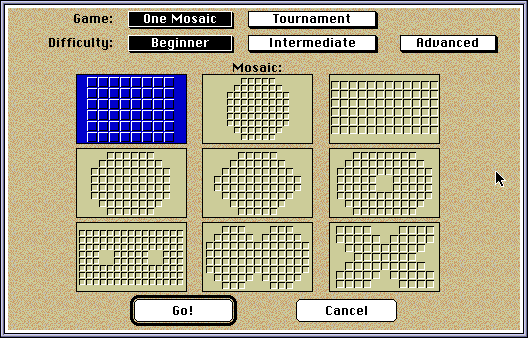 Game: One Mosaic Tournament
Difficulty: Beginner Intermediate Advanced
Mosaic:
Go! Cancel